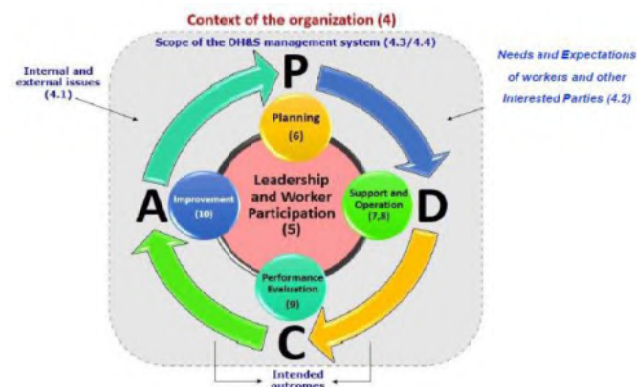 Context of the organization (4)
Scope of the DH&S management system (4.3/4.4)
Internal and
external issues
(4.1)
Needs and Expectations
of workers and other
Interested Parties (4.2)
P
Planning
(6)
A
Improvement
(10)
Leadership
and Worker
Participation
(5)
Support and
Operation
(7,8)
D
Performance
Evaluation
(9)
C
Intended
outcomes